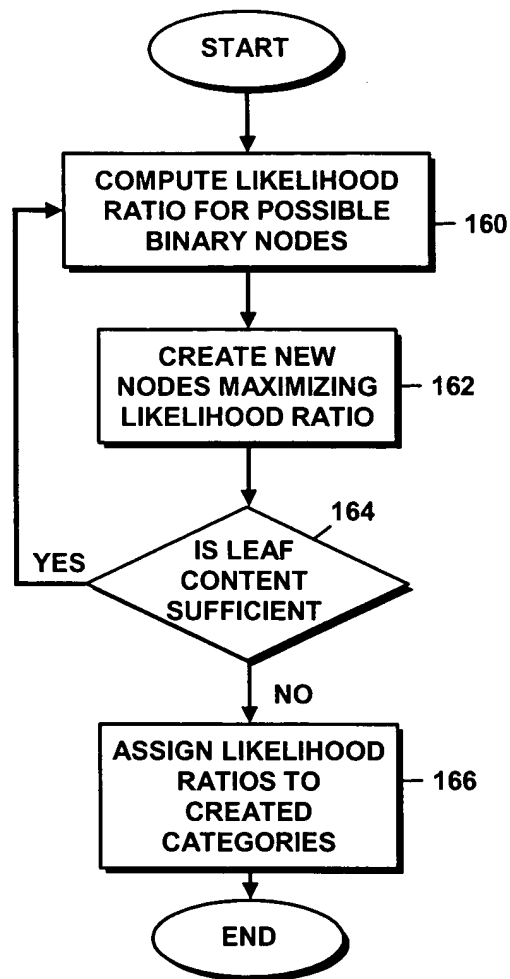 START
COMPUTE LIKELIHOOD
RATIO FOR POSSIBLE
BINARY NODES
160
CREATE NEW
NODES MAXIMIZING
LIKELIHOOD RATIO
162
164
YES
IS LEAF
CONTENT
SUFFICIENT
NO
ASSIGN LIKELIHOOD
RATIOS TO
CREATED
CATEGORIES
166
END